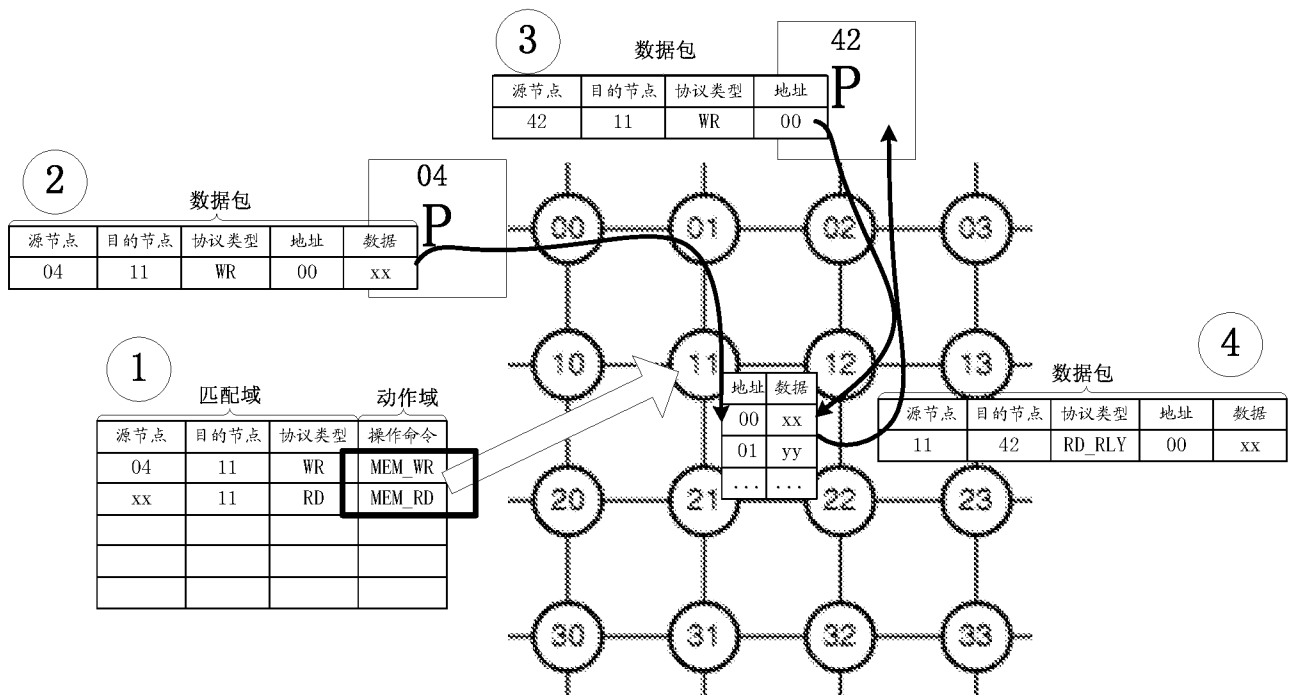 3
数据包
42
P
源节点 目的节点 协议类型 地址
42 11 WR 00
2
数据包
04
P
源节点 目的节点 协议类型 地址 数据
04 11 WR 00 xx
00 01 02 03
1
匹配域 动作域
源节点 目的节点 协议类型 操作命令
04 11 WR MEM_WR
xx 11 RD MEM_RD
10 11 12 13
地址 数据
00 xx
01 yy
... ...
4
数据包
源节点 目的节点 协议类型 地址 数据
11 42 RD_RLY 00 xx
20 21 22 23
30 31 32 33